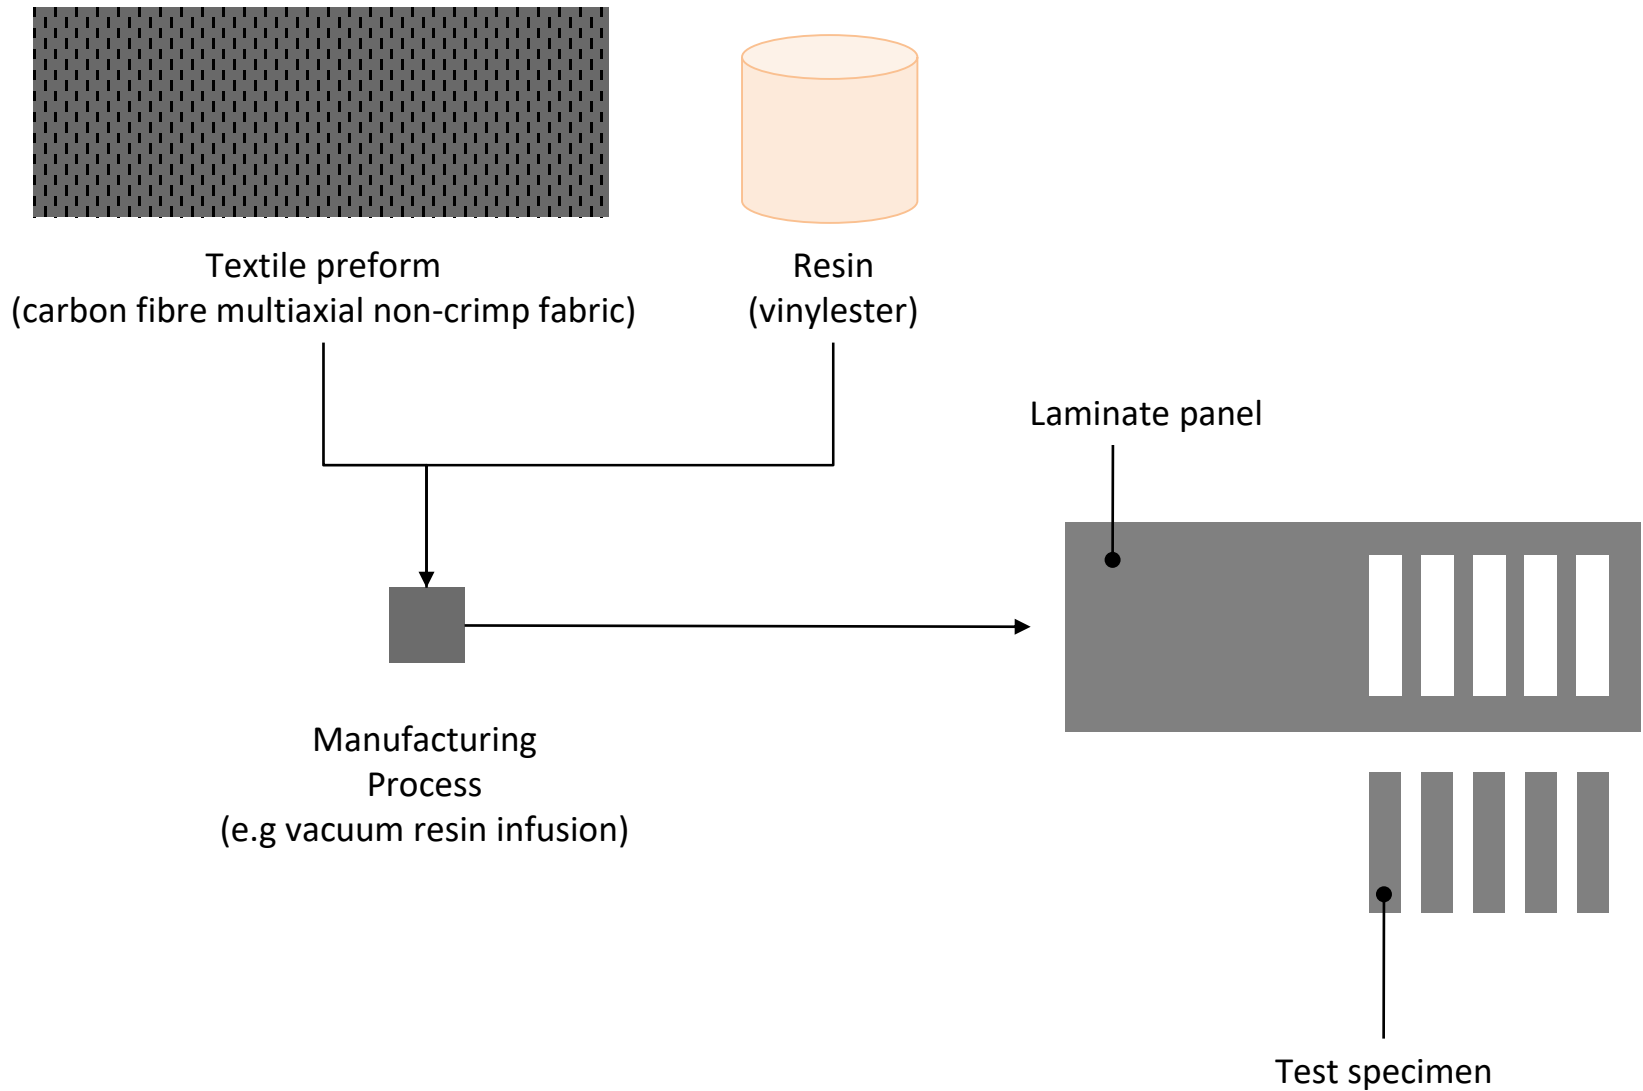 Textile preform
(carbon fibre multiaxial non-crimp fabric)
Resin
(vinylester)
Laminate panel
Manufacturing
Process
(e.g vacuum resin infusion)
Test specimen